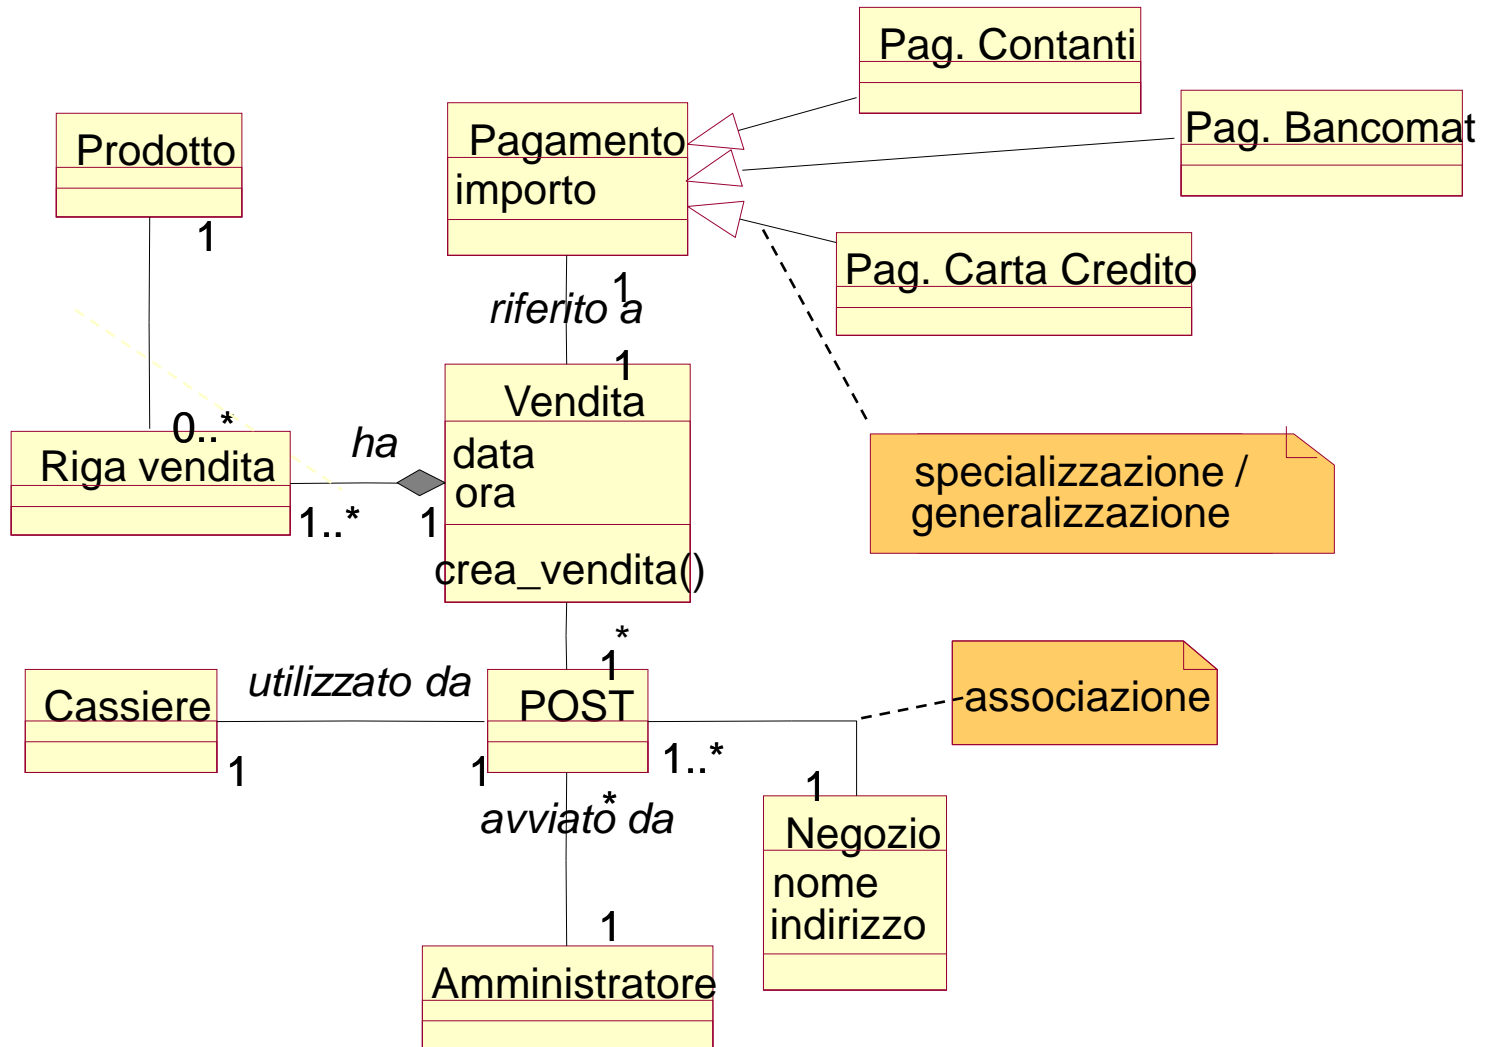 Pag. Contanti
Pag. Bancomat
Prodotto
1
Pagamento
importo
Pag. Carta Credito
1
riferito a
1
Vendita
data
ora
crea_vendita()
0..*
Riga vendita
ha
1..*
1
specializzazione /
generalizzazione
*
1
Cassiere
utilizzato da
POST
associazione
1
1
1..*
*
avviato da
1
Negozio
nome
indirizzo
1
Amministratore